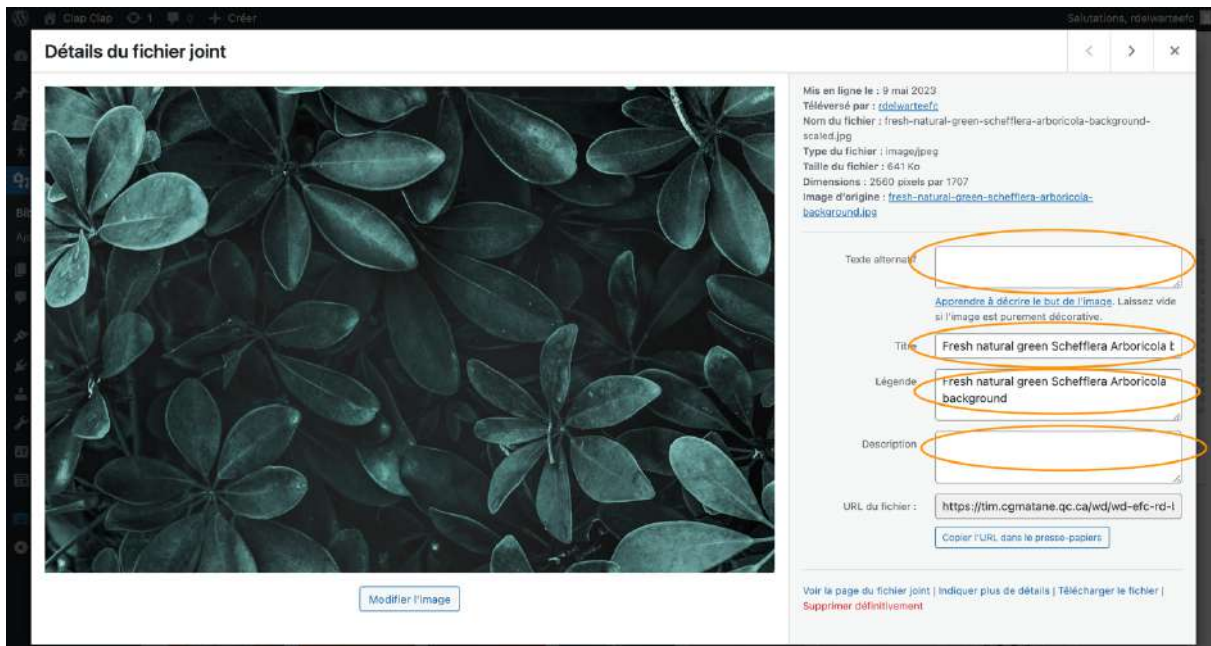 Clap Clap 1 0 + Créer
Salutations, rdelwarteefc
Détails du fichier joint
Mis en ligne le : 9 mai 2023
Téléversé par : rdelwarteefc
Nom du fichier : fresh-natural-green-schefflera-arboricola-background-
scaled.jpg
Type du fichier : image/jpeg
Taille du fichier : 641 Ko
Dimensions : 2560 pixels par 1707
Image d'origine : fresh-natural-green-schefflera-arboricola-
background.jpg
Texte alternatif
Apprendre à décrire le but de l'image. Laissez vide
si l'image est purement décorative.
Titre
Fresh natural green Schefflera Arboricola b
Légende
Fresh natural green Schefflera Arboricola
background
Description
URL du fichier :
https://tim.cgmatane.qc.ca/wd/wd-efc-rd-l
Copier l'URL dans le presse-papiers
Modifier l'image
Voir la page du fichier joint | Indiquer plus de détails | Télécharger le fichier |
Supprimer définitivement